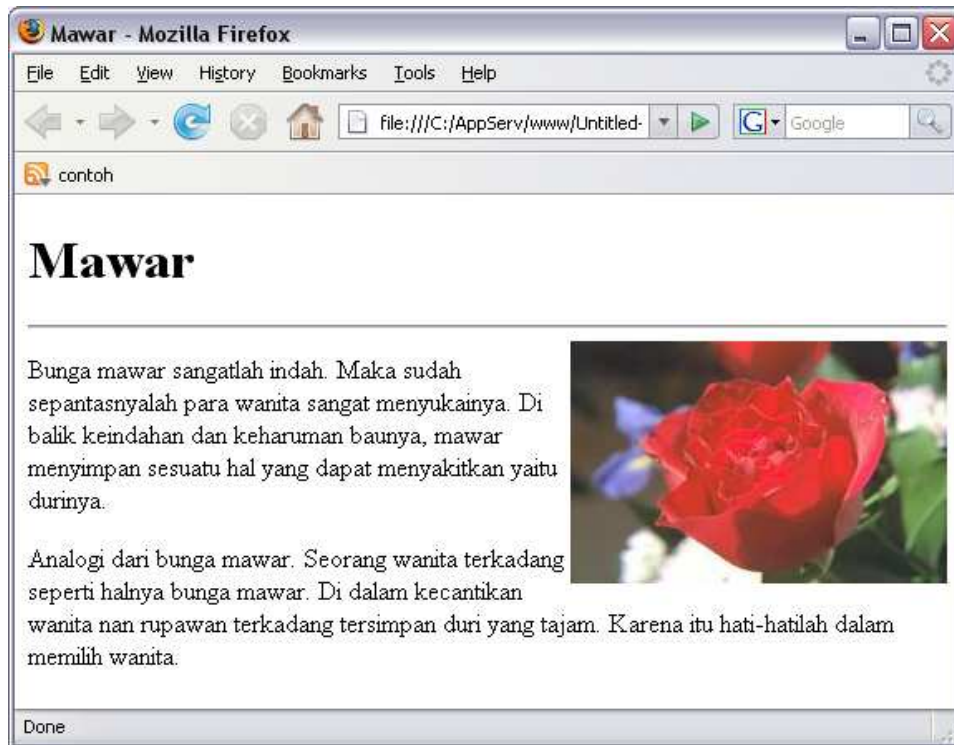 Mawar - Mozilla Firefox
File Edit View History Bookmarks Tools Help
file:///C:/AppServ/www/Untitled- G Google
contoh
Mawar
Bunga mawar sangatlah indah. Maka sudah
sepantasnyalah para wanita sangat menyukainya. Di
balik keindahan dan keharuman baunya, mawar
menyimpan sesuatu hal yang dapat menyakitkan yaitu
durinya.
Analogi dari bunga mawar. Seorang wanita terkadang
seperti halnya bunga mawar. Di dalam kecantikan
wanita nan rupawan terkadang tersimpan duri yang tajam. Karena itu hati-hatilah dalam
memilih wanita.
Done